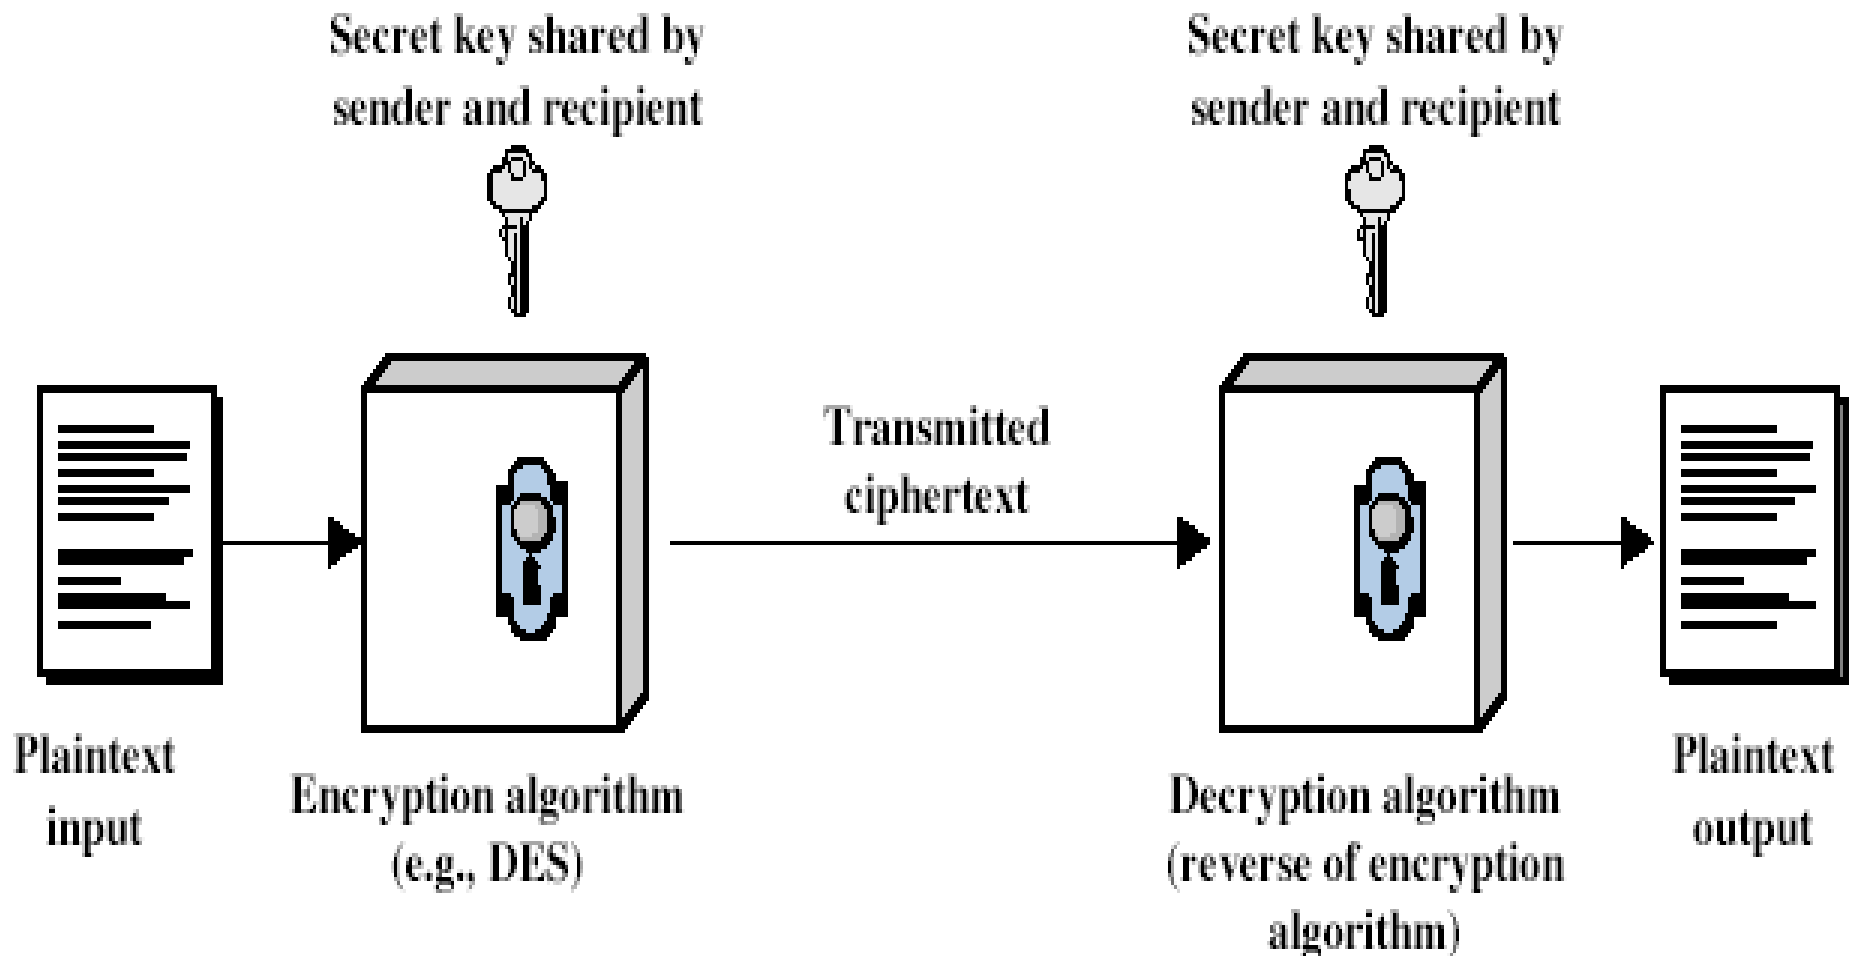 Secret key shared by
sender and recipient
Secret key shared by
sender and recipient
Transmitted
ciphertext
Plaintext
input
Encryption algorithm
(e.g., DES)
Decryption algorithm
(reverse of encryption
algorithm)
Plaintext
output